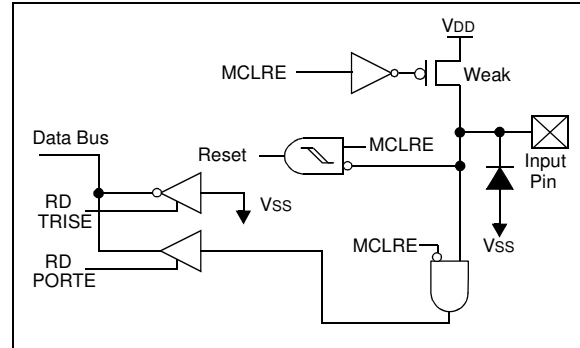 VDD
MCLRE
Weak
Data Bus
Reset
MCLRE
Input
Pin
RD
TRISE
VSS
VSS
MCLRE
RD
PORTE